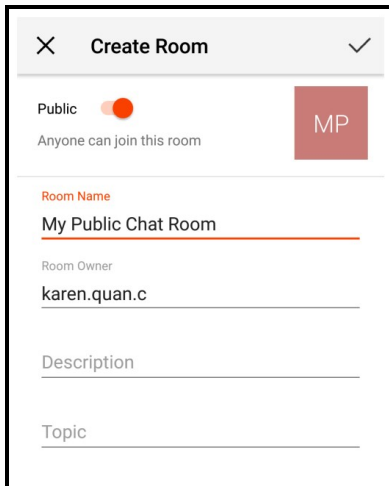 Create Room
Public
Anyone can join this room
MP
Room Name
My Public Chat Room
Room Owner
karen.quan.c
Description
Topic